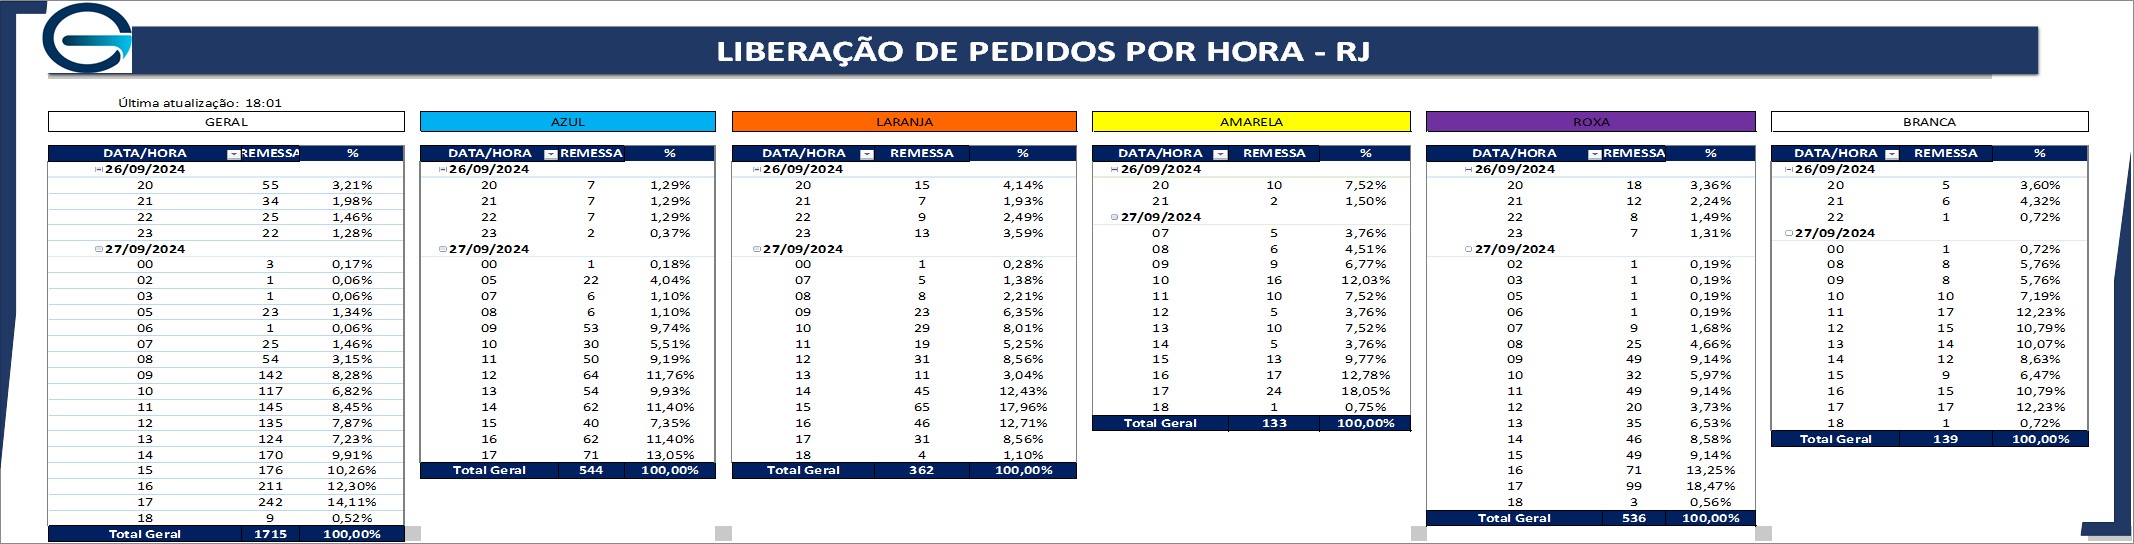 LIBERAÇÃO DE PEDIDOS POR HORA - RJ
Última atualização: 18:01
GERAL
DATA/HORA REMESSA %
26/09/2024
20 55 3,21%
21 34 1,98%
22 25 1,46%
23 22 1,28%
27/09/2024
00 3 0,17%
02 1 0,06%
03 1 0,06%
05 23 1,34%
06 1 0,06%
07 25 1,46%
08 54 3,15%
09 142 8,28%
10 117 6,82%
11 145 8,45%
12 135 7,87%
13 124 7,23%
14 170 9,91%
15 176 10,26%
16 211 12,30%
17 242 14,11%
18 9 0,52%
Total Geral 1715 100,00%
AZUL
DATA/HORA REMESSA %
26/09/2024
20 7 1,29%
21 7 1,29%
22 7 1,29%
23 2 0,37%
27/09/2024
00 1 0,18%
05 22 4,04%
07 6 1,10%
08 6 1,10%
09 53 9,74%
10 30 5,51%
11 50 9,19%
12 64 11,76%
13 54 9,93%
14 62 11,40%
15 40 7,35%
16 62 11,40%
17 71 13,05%
Total Geral 544 100,00%
LARANJA
DATA/HORA REMESSA %
26/09/2024
20 15 4,14%
21 7 1,93%
22 9 2,49%
23 13 3,59%
27/09/2024
00 1 0,28%
07 5 1,38%
08 8 2,21%
09 23 6,35%
10 29 8,01%
11 19 5,25%
12 31 8,56%
13 11 3,04%
14 45 12,43%
15 65 17,96%
16 46 12,71%
17 31 8,56%
18 4 1,10%
Total Geral 362 100,00%
AMARELA
DATA/HORA REMESSA %
26/09/2024
20 10 7,52%
21 2 1,50%
27/09/2024
07 5 3,76%
08 6 4,51%
09 9 6,77%
10 16 12,03%
11 10 7,52%
12 5 3,76%
13 10 7,52%
14 5 3,76%
15 13 9,77%
16 17 12,78%
17 24 18,05%
18 1 0,75%
Total Geral 133 100,00%
ROXA
DATA/HORA REMESSA %
26/09/2024
20 18 3,36%
21 12 2,24%
22 8 1,49%
23 7 1,31%
27/09/2024
02 1 0,19%
03 1 0,19%
05 1 0,19%
06 1 0,19%
07 9 1,68%
08 25 4,66%
09 49 9,14%
10 32 5,97%
11 49 9,14%
12 20 3,73%
13 35 6,53%
14 46 8,58%
15 49 9,14%
16 71 13,25%
17 99 18,47%
18 3 0,56%
Total Geral 536 100,00%
BRANCA
DATA/HORA REMESSA %
26/09/2024
20 5 3,60%
21 6 4,32%
22 1 0,72%
27/09/2024
00 1 0,72%
08 8 5,76%
09 8 5,76%
10 10 7,19%
11 17 12,23%
12 15 10,79%
13 14 10,07%
14 12 8,63%
15 9 6,47%
16 15 10,79%
17 17 12,23%
18 1 0,72%
Total Geral 139 100,00%